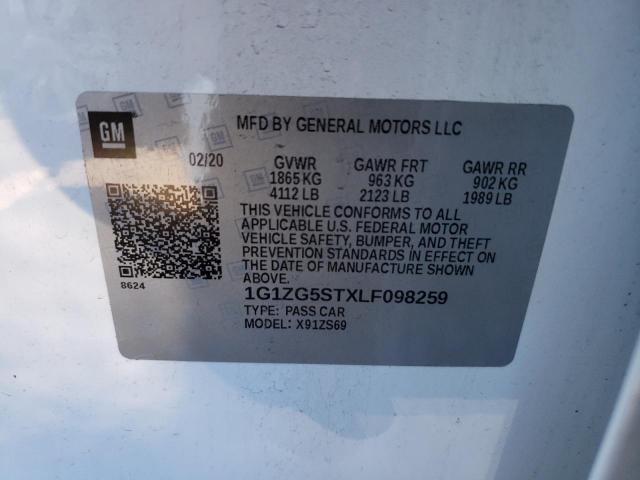 GM
MFD BY GENERAL MOTORS LLC
02/20 GVWR GAWR FRT GAWR RR
1865 KG 963 KG 902 KG
4112 LB 2123 LB 1989 LB
THIS VEHICLE CONFORMS TO ALL
APPLICABLE U.S. FEDERAL MOTOR
VEHICLE SAFETY, BUMPER, AND THEFT
PREVENTION STANDARDS IN EFFECT ON
THE DATE OF MANUFACTURE SHOWN
ABOVE.
8624
1G1ZG5STXLF098259
TYPE: PASS CAR
MODEL: X91ZS69